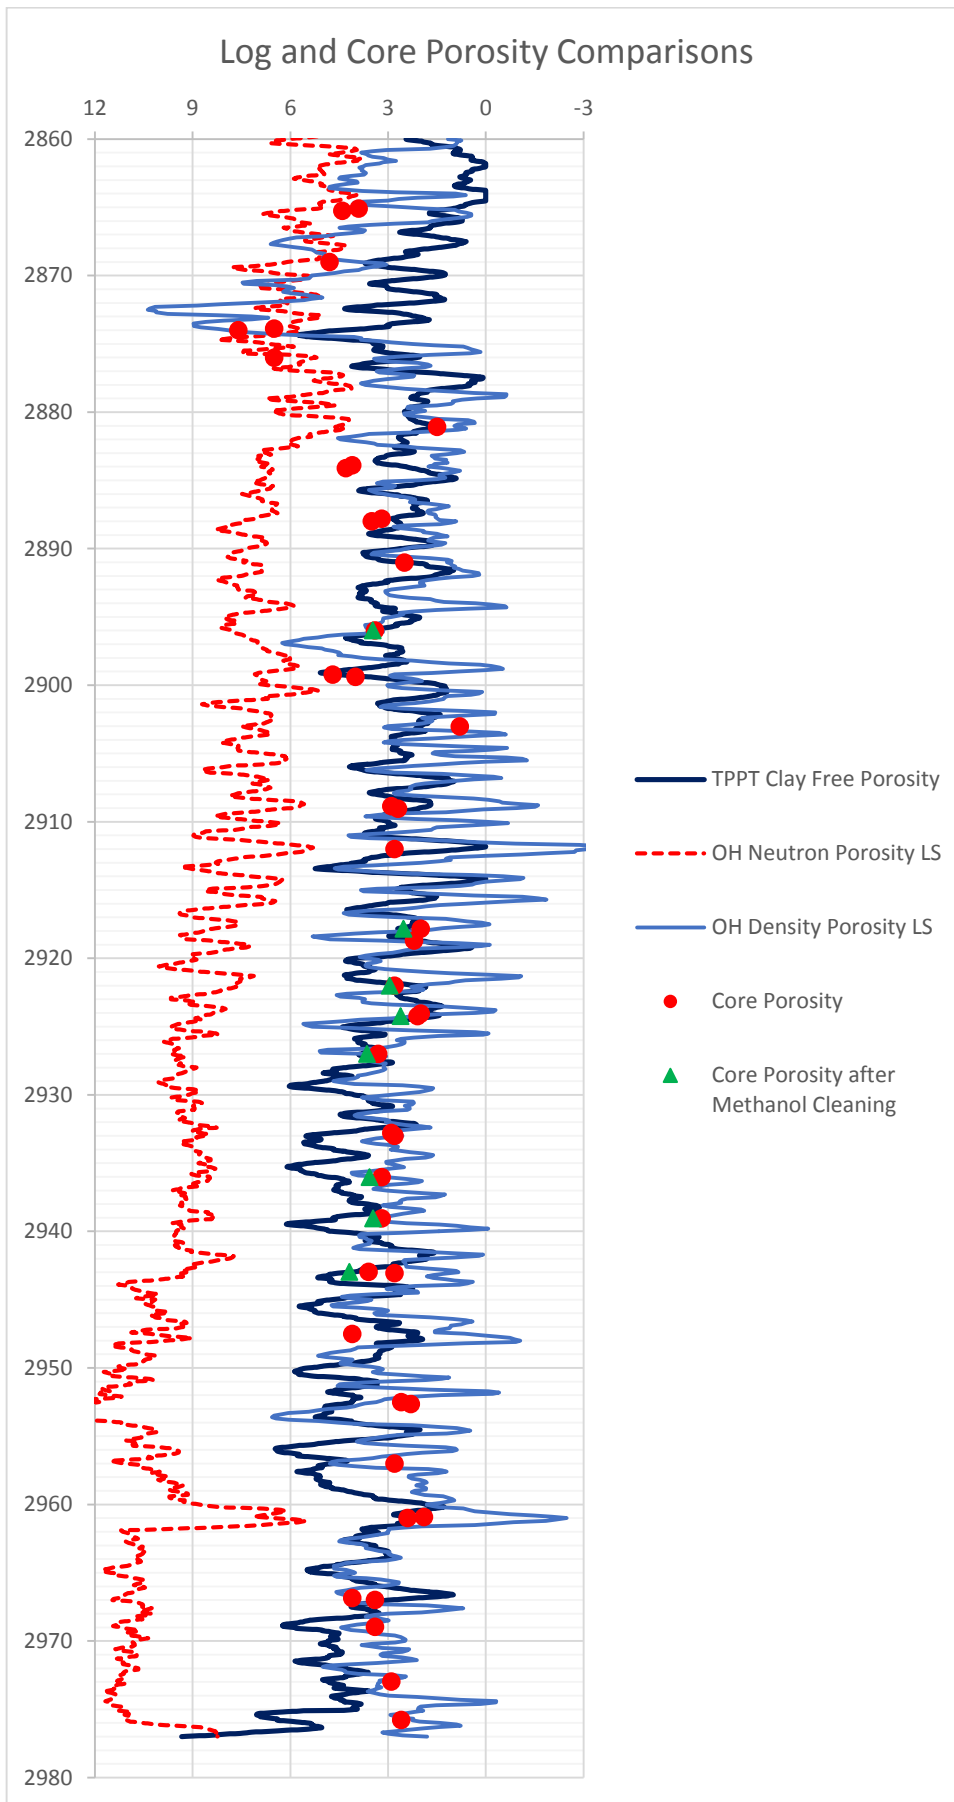 Log and Core Porosity Comparisons
12 9 6 3 0 -3
2860
2870
2880
2890
2900
2910
2920
2930
2940
2950
2960
2970
2980
TPPT Clay Free Porosity
OH Neutron Porosity LS
OH Density Porosity LS
Core Porosity
Core Porosity after
Methanol Cleaning